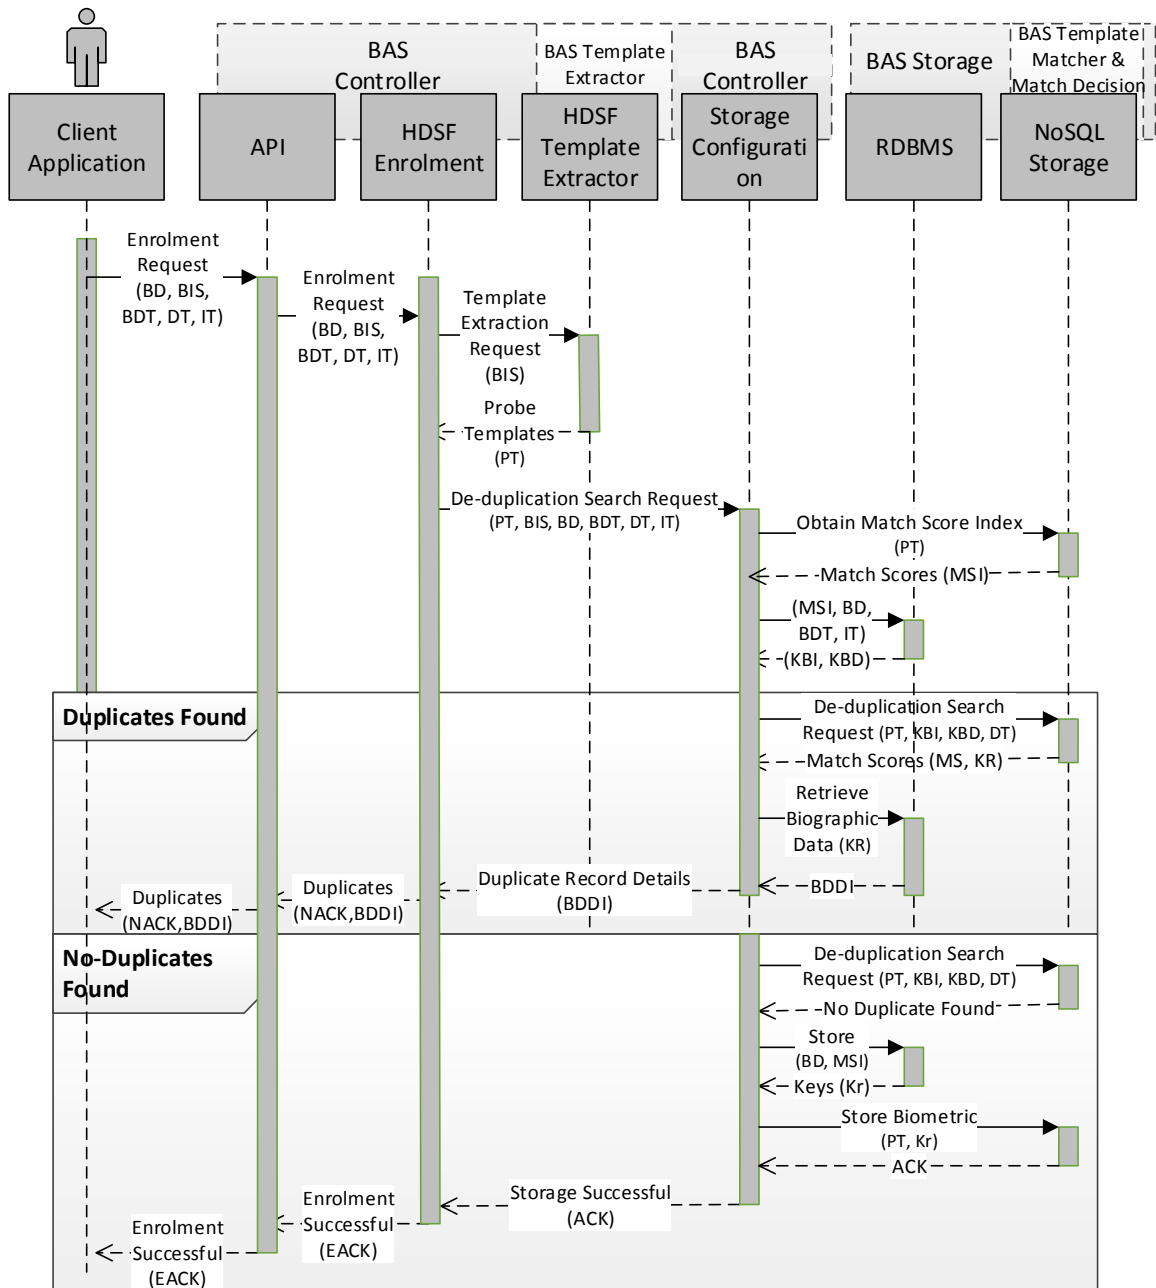 BAS
Controller
BAS Template
Extractor
BAS
Controller
BAS Storage
BAS Template
Matcher &
Match Decision
Client
Application
API
HDSF
Enrolment
HDSF
Template
Extractor
Storage
Configurati
on
RDBMS
NoSQL
Storage
Enrolment
Request
(BD, BIS,
BDT, DT, IT)
Enrolment
Request
(BD, BIS,
BDT, DT, IT)
Template
Extraction
Request
(BIS)
Probe
Templates
(PT)
De-duplication Search Request
(PT, BIS, BD, BDT, DT, IT)
Obtain Match Score Index
(PT)
Match Scores (MSI)
(MSI, BD,
BDT, IT)
(KBI, KBD)
Duplicates Found
De-duplication Search
Request (PT, KBI, KBD, DT)
Match Scores (MS, KR)
Retrieve
Biographic
Data (KR)
BDDI
Duplicate Record Details
(BDDI)
Duplicates
(NACK,BDDI)
Duplicates
(NACK,BDDI)
No-Duplicates
Found
De-duplication Search
Request (PT, KBI, KBD, DT)
No Duplicate Found
Store
(BD, MSI)
Keys (Kr)
Store Biometric
(PT, Kr)
ACK
Storage Successful
(ACK)
Enrolment
Successful
(EACK)
Enrolment
Successful
(EACK)